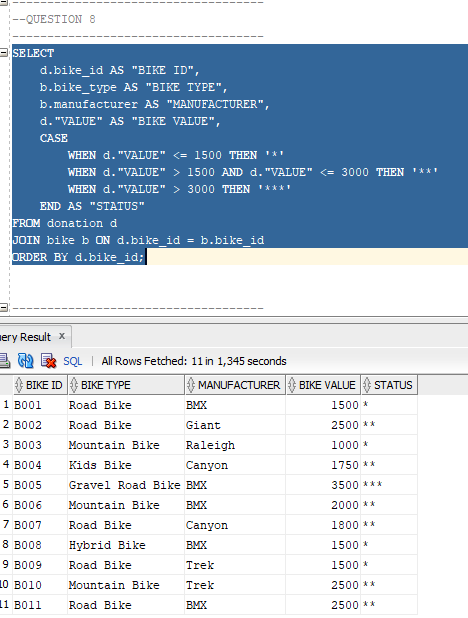 ------------------------------------
--QUESTION 8
------------------------------------
SELECT
d.bike_id AS "BIKE ID",
b.bike_type AS "BIKE TYPE",
b.manufacturer AS "MANUFACTURER",
d."VALUE" AS "BIKE VALUE",
CASE
WHEN d."VALUE" <= 1500 THEN '*'
WHEN d."VALUE" > 1500 AND d."VALUE" <= 3000 THEN '**'
WHEN d."VALUE" > 3000 THEN '***'
END AS "STATUS"
FROM donation d
JOIN bike b ON d.bike_id = b.bike_id
ORDER BY d.bike_id;
------------------------------------
uery Result x
SQL | All Rows Fetched: 11 in 1,345 seconds
BIKE ID BIKE TYPE MANUFACTURER BIKE VALUE STATUS
1 B001 Road Bike BMX 1500 *
2 B002 Road Bike Giant 2500 **
3 B003 Mountain Bike Raleigh 1000 *
4 B004 Kids Bike Canyon 1750 **
5 B005 Gravel Road Bike BMX 3500 ***
6 B006 Mountain Bike BMX 2000 **
7 B007 Road Bike Canyon 1800 **
8 B008 Hybrid Bike BMX 1500 *
9 B009 Road Bike Trek 1500 *
10 B010 Mountain Bike Trek 2500 **
11 B011 Road Bike BMX 2500 **